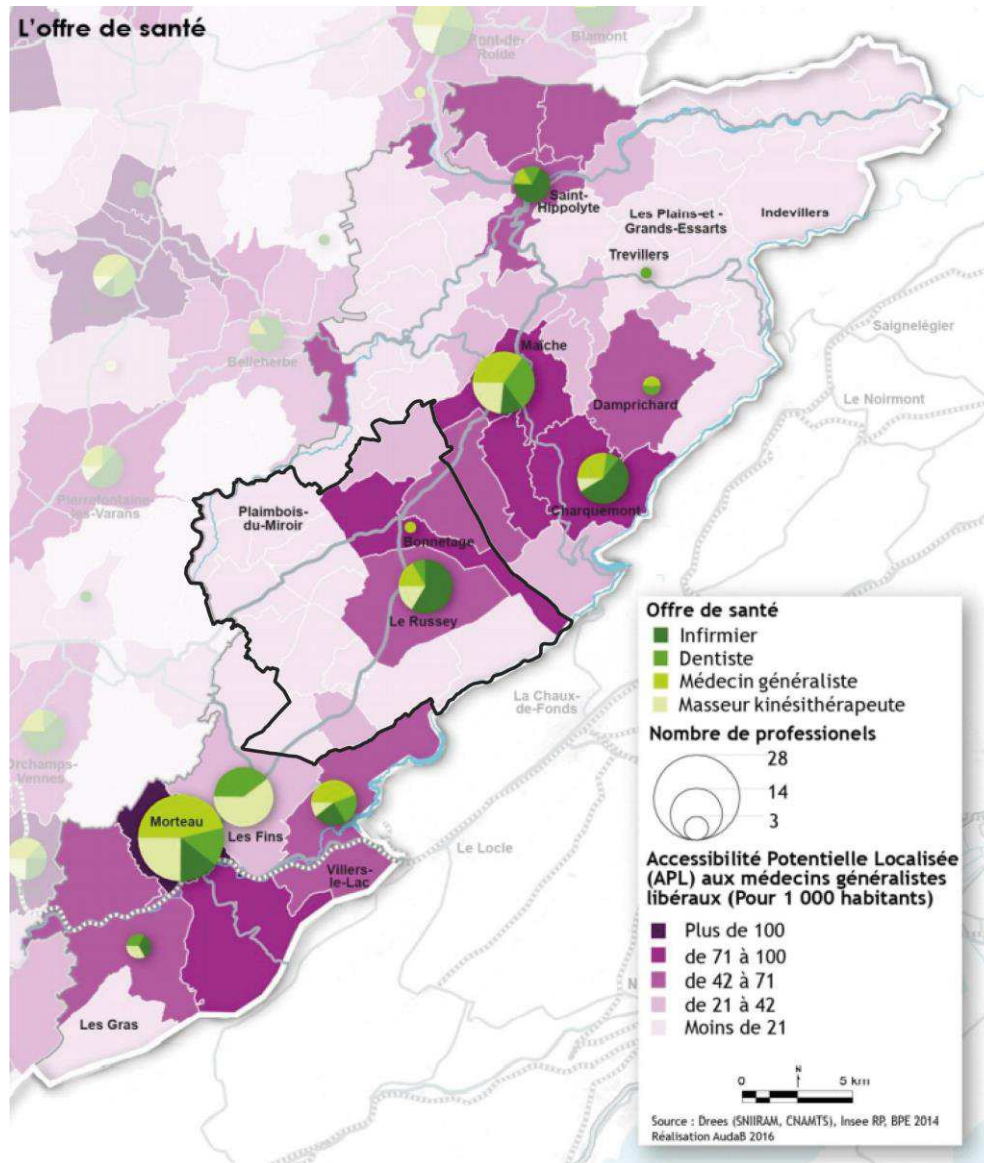 L'offre de santé
Pont-de-
Roide
Blamont
Saint-
Hippolyte
Les Plains-et -
Grands-Essarts
Indevillers
Trevillers
Saignelégier
Belleherbe
Maîche
Damprichard
Le Noirmont
Pierrefontaine-
les-Varans
Plaimbois-
du-Miroir
Charquemont
Bonnetage
Le Russey
La Chaux-
de-Fonds
Orchamps-
Vennes
Morteau
Les Fins
Le Locle
Villers-
le-Lac
Les Gras
N
Offre de santé
Infirmier
Dentiste
Médecin généraliste
Masseur kinésithérapeute
Nombre de professionels
28
14
3
Accessibilité Potentielle Localisée
(APL) aux médecins généralistes
libéraux (Pour 1 000 habitants)
Plus de 100
de 71 à 100
de 42 à 71
de 21 à 42
Moins de 21
N
0 5 km
Source : Drees (SNIIRAM, CNAMTS), Insee RP, BPE 2014
Réalisation AudaB 2016